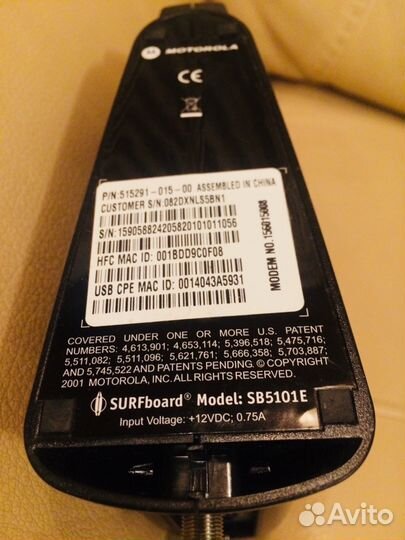 MOTOROLA
CE
P/N:515291-015-00 ASSEMBLED IN CHINA
CUSTOMER S/N:082DXNLS5BN1
S/N:159058824205820101011056
HFC MAC ID: 001BDD9C0F08
USB CPE MAC ID: 0014043A5931
MODEM NO.156015008
COVERED UNDER ONE OR MORE U.S. PATENT
NUMBERS: 4,613,901; 4,653,114; 5,396,518; 5,475,716;
5,511,082; 5,511,096; 5,621,761; 5,666,358; 5,703,887;
AND 5,745,522 AND PATENTS PENDING. © COPYRIGHT
2001 MOTOROLA, INC. ALL RIGHTS RESERVED.
SURFboard® Model: SB5101E
Input Voltage: +12VDC; 0.75A
Avito